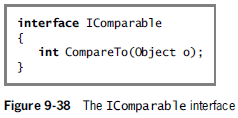 interface IComparable
{
int CompareTo(Object o);
}
Figure 9-38 The IComparable interface